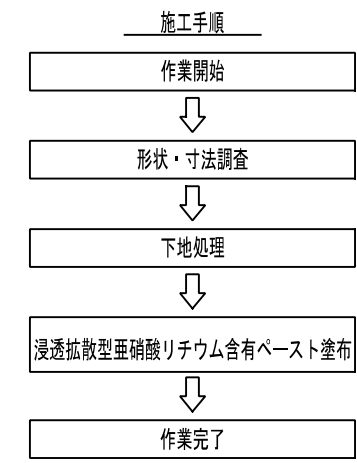 施工手順
作業開始
形状・寸法調査
下地処理
浸透拡散型亜硝酸リチウム含有ペースト塗布
作業完了